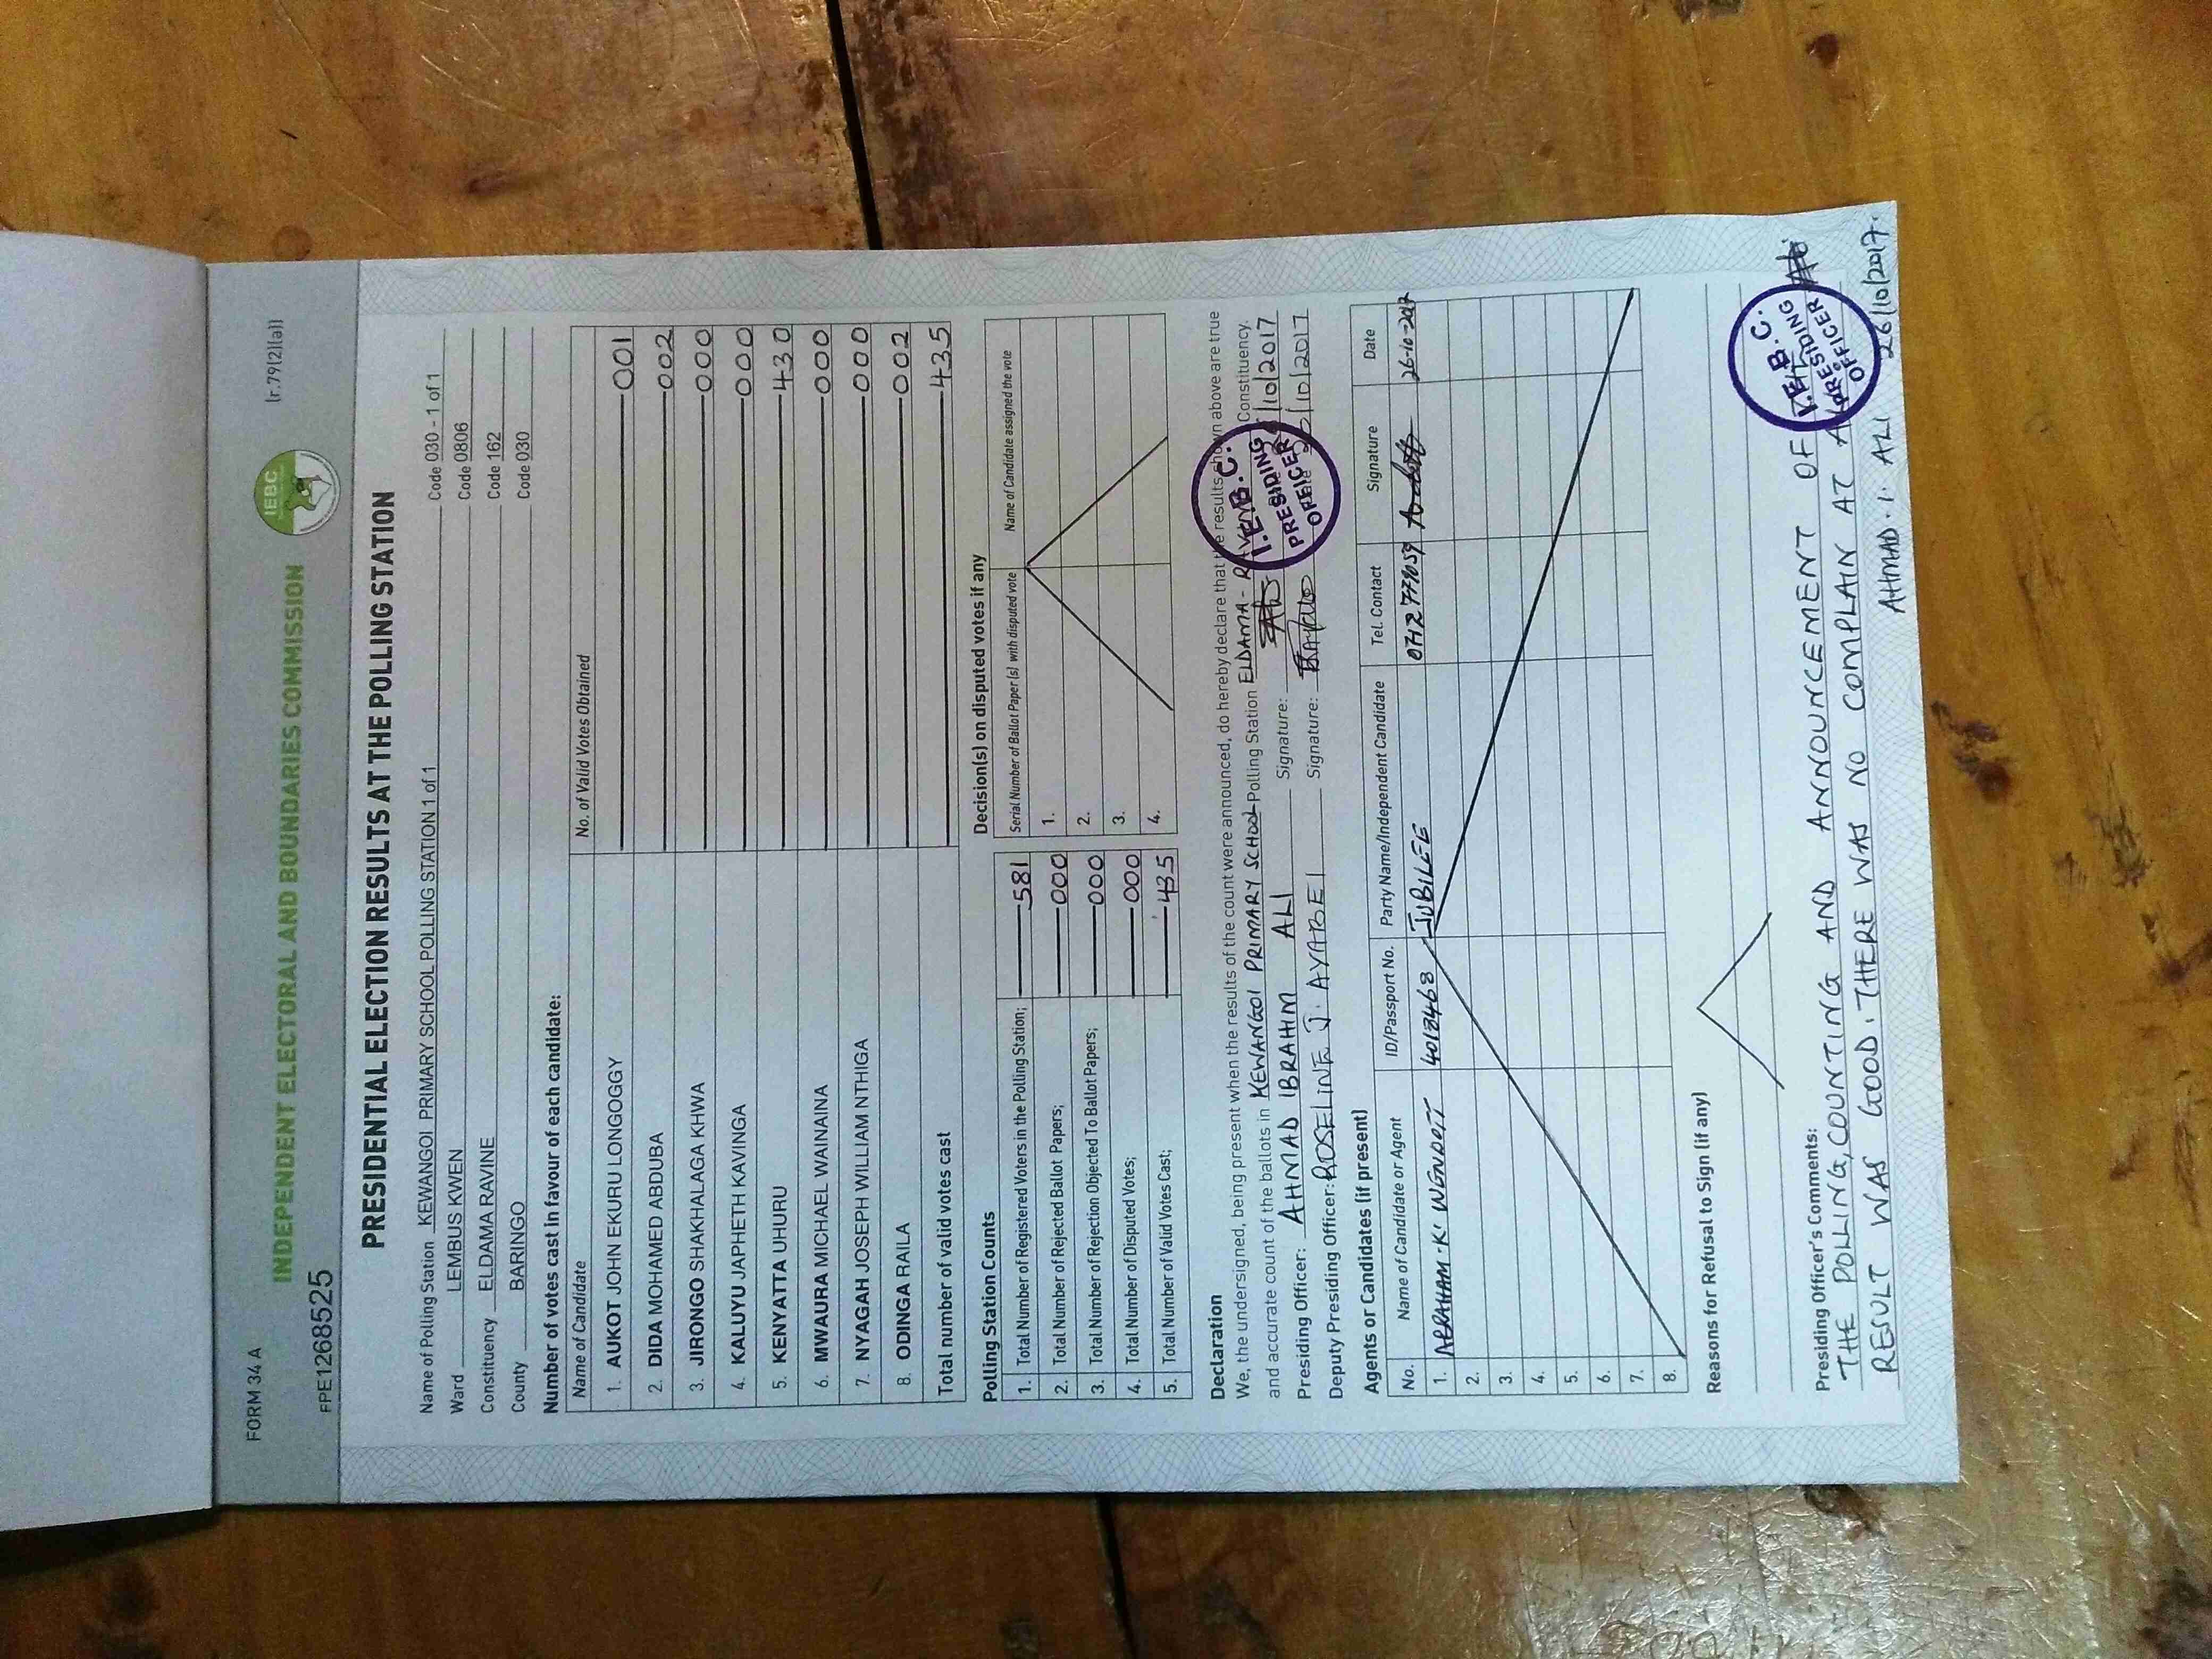 FORM 34 A
(r.79(2)(a))
IEBC
INDEPENDENT ELECTORAL AND BOUNDARIES COMMISSION
FPE1268525
PRESIDENTIAL ELECTION RESULTS AT THE POLLING STATION
Name of Polling Station KEWANGOI PRIMARY SCHOOL POLLING STATION 1 of 1 Code 030 - 1 of 1
Ward LEMBUS KWEN Code 0806
Constituency ELDAMA RAVINE Code 162
County BARINGO Code 030
Number of votes cast in favour of each candidate:
Name of Candidate No. of Valid Votes Obtained
1. AUKOT JOHN EKURU LONGOGGY 001
2. DIDA MOHAMED ABDUBA 002
3. JIRONGO SHAKHALAGA KHWA 000
4. KALUYU JAPHETH KAVINGA 000
5. KENYATTA UHURU 430
6. MWAURA MICHAEL WAINAINA 000
7. NYAGAH JOSEPH WILLIAM NTHIGA 000
8. ODINGA RAILA 002
Total number of valid votes cast 435
Polling Station Counts
1. Total Number of Registered Voters in the Polling Station; 581
2. Total Number of Rejected Ballot Papers; 000
3. Total Number of Rejection Objected To Ballot Papers; 000
4. Total Number of Disputed Votes; 000
5. Total Number of Valid Votes Cast; 435
Decision(s) on disputed votes if any
Serial Number of Ballot Paper (s) with disputed vote Name of Candidate assigned the vote
1.
2.
3.
4.
Declaration
We, the undersigned, being present when the results of the count were announced, do hereby declare that the results shown above are true
and accurate count of the ballots in KEWANGOI PRIMARY SCHOOL Polling Station ELDAMA - RAVINE Constituency.
Presiding Officer: AHMAD IBRAHIM ALI Signature: /10/2017
Deputy Presiding Officer: ROSELINE J. AYABEI Signature: /10/2017
I.E.B.C.
PRESIDING
OFFICER
Agents or Candidates (if present)
No. Name of Candidate or Agent ID/Passport No. Party Name/Independent Candidate Tel. Contact Signature Date
1. ABRAHAM . K. JUBILEE 26-10-2017
2.
3.
4.
5.
6.
7.
8.
Reasons for Refusal to Sign (if any)
Presiding Officer's Comments:
THE POLLING, COUNTING AND ANNOUNCEMENT OF
RESULT WAS GOOD. THERE WAS NO COMPLAIN AT
AHMAD . I . ALI 26/10/2017.
I.E.B.C.
PRESIDING
OFFICER